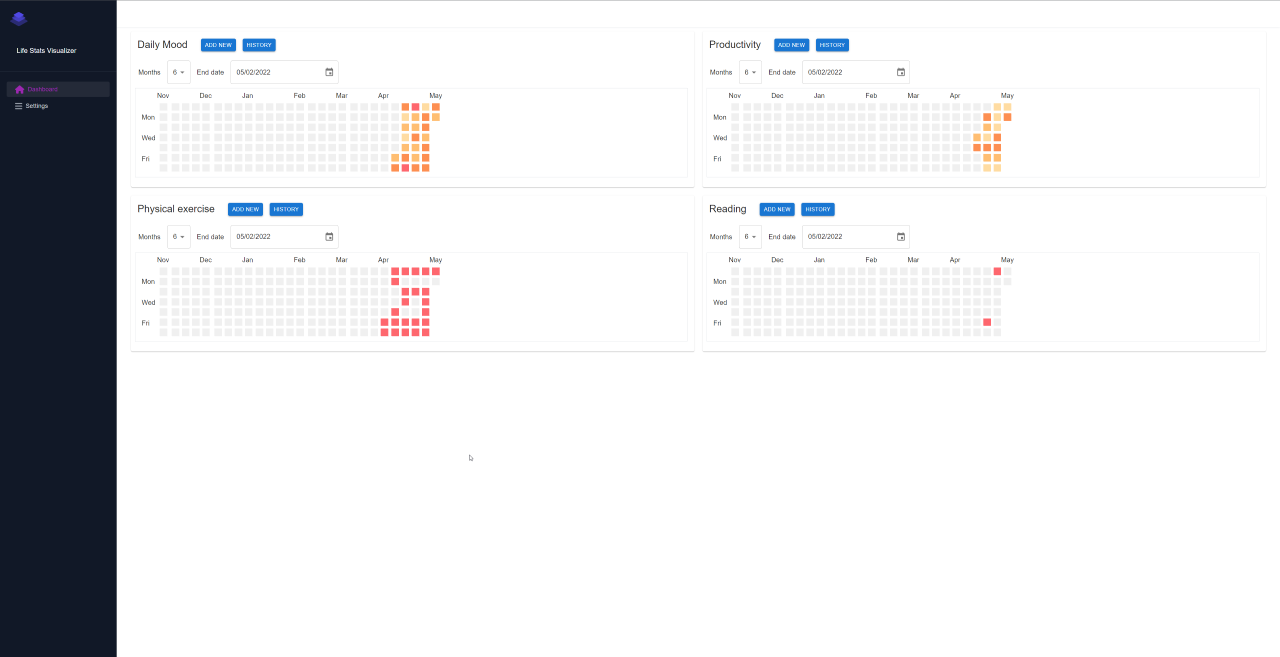 Life Stats Visualizer
Dashboard
Settings
Daily Mood ADD NEW HISTORY
Months 6 End date 05/02/2022
Nov Dec Jan Feb Mar Apr May
Mon
Wed
Fri
Productivity ADD NEW HISTORY
Months 6 End date 05/02/2022
Nov Dec Jan Feb Mar Apr May
Mon
Wed
Fri
Physical exercise ADD NEW HISTORY
Months 6 End date 05/02/2022
Nov Dec Jan Feb Mar Apr May
Mon
Wed
Fri
Reading ADD NEW HISTORY
Months 6 End date 05/02/2022
Nov Dec Jan Feb Mar Apr May
Mon
Wed
Fri